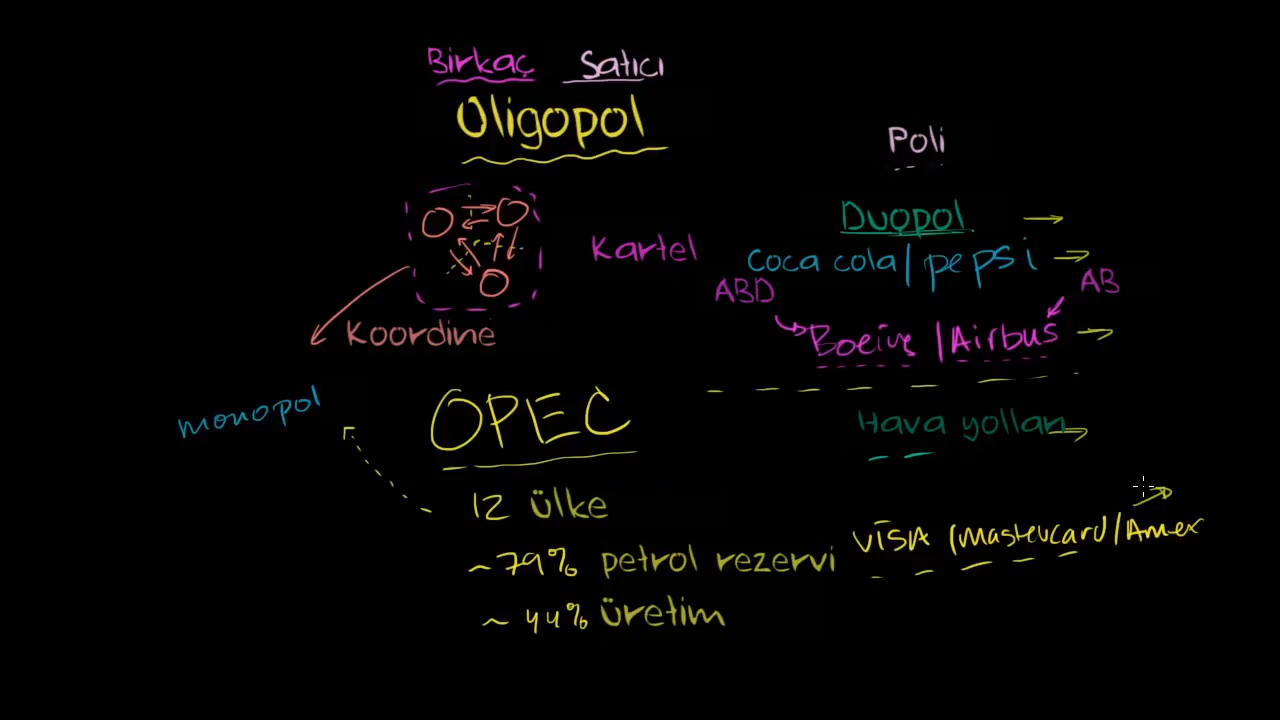 Birkaç Satıcı
Oligopol
Poli
Duopol
Kartel
coca cola/pepsi
ABD
AB
Koordine
Boeing /Airbus
monopol
OPEC
Hava yolları
12 ülke
VISA /mastercard/Amex
~79% petrol rezervi
~ 44% üretim